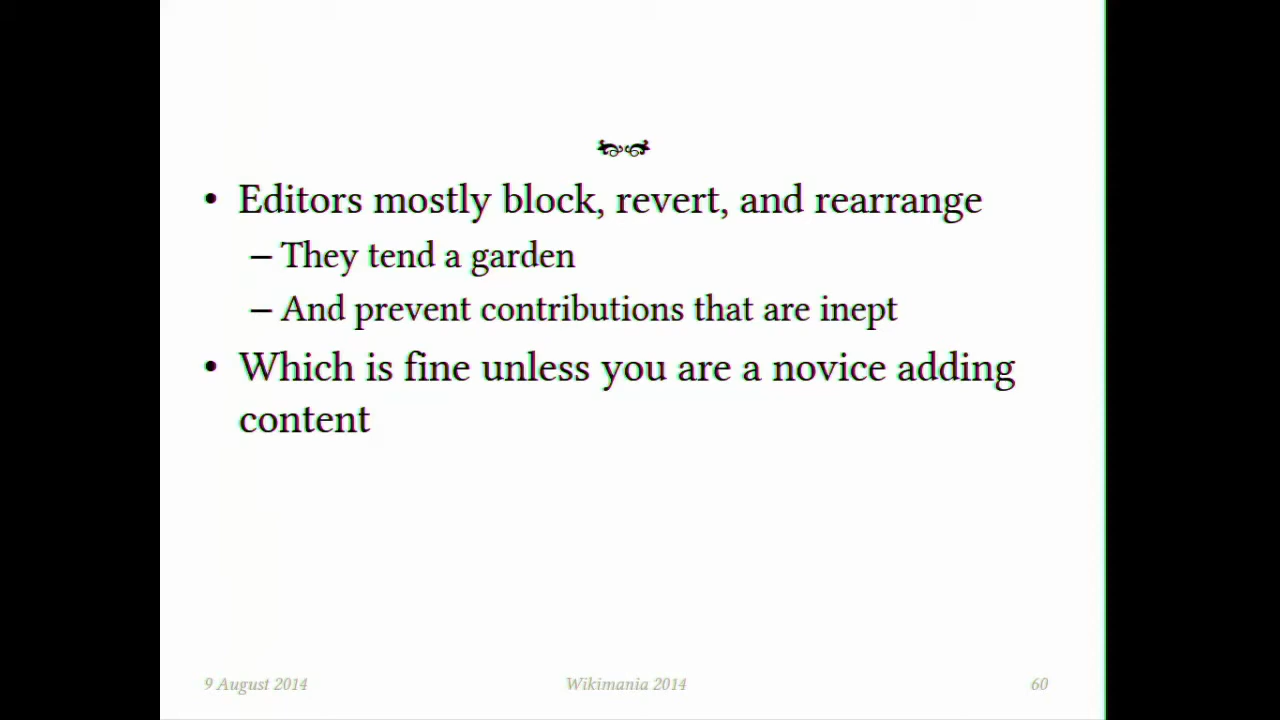 • Editors mostly block, revert, and rearrange
– They tend a garden
– And prevent contributions that are inept
• Which is fine unless you are a novice adding
content
9 August 2014 Wikimania 2014 60